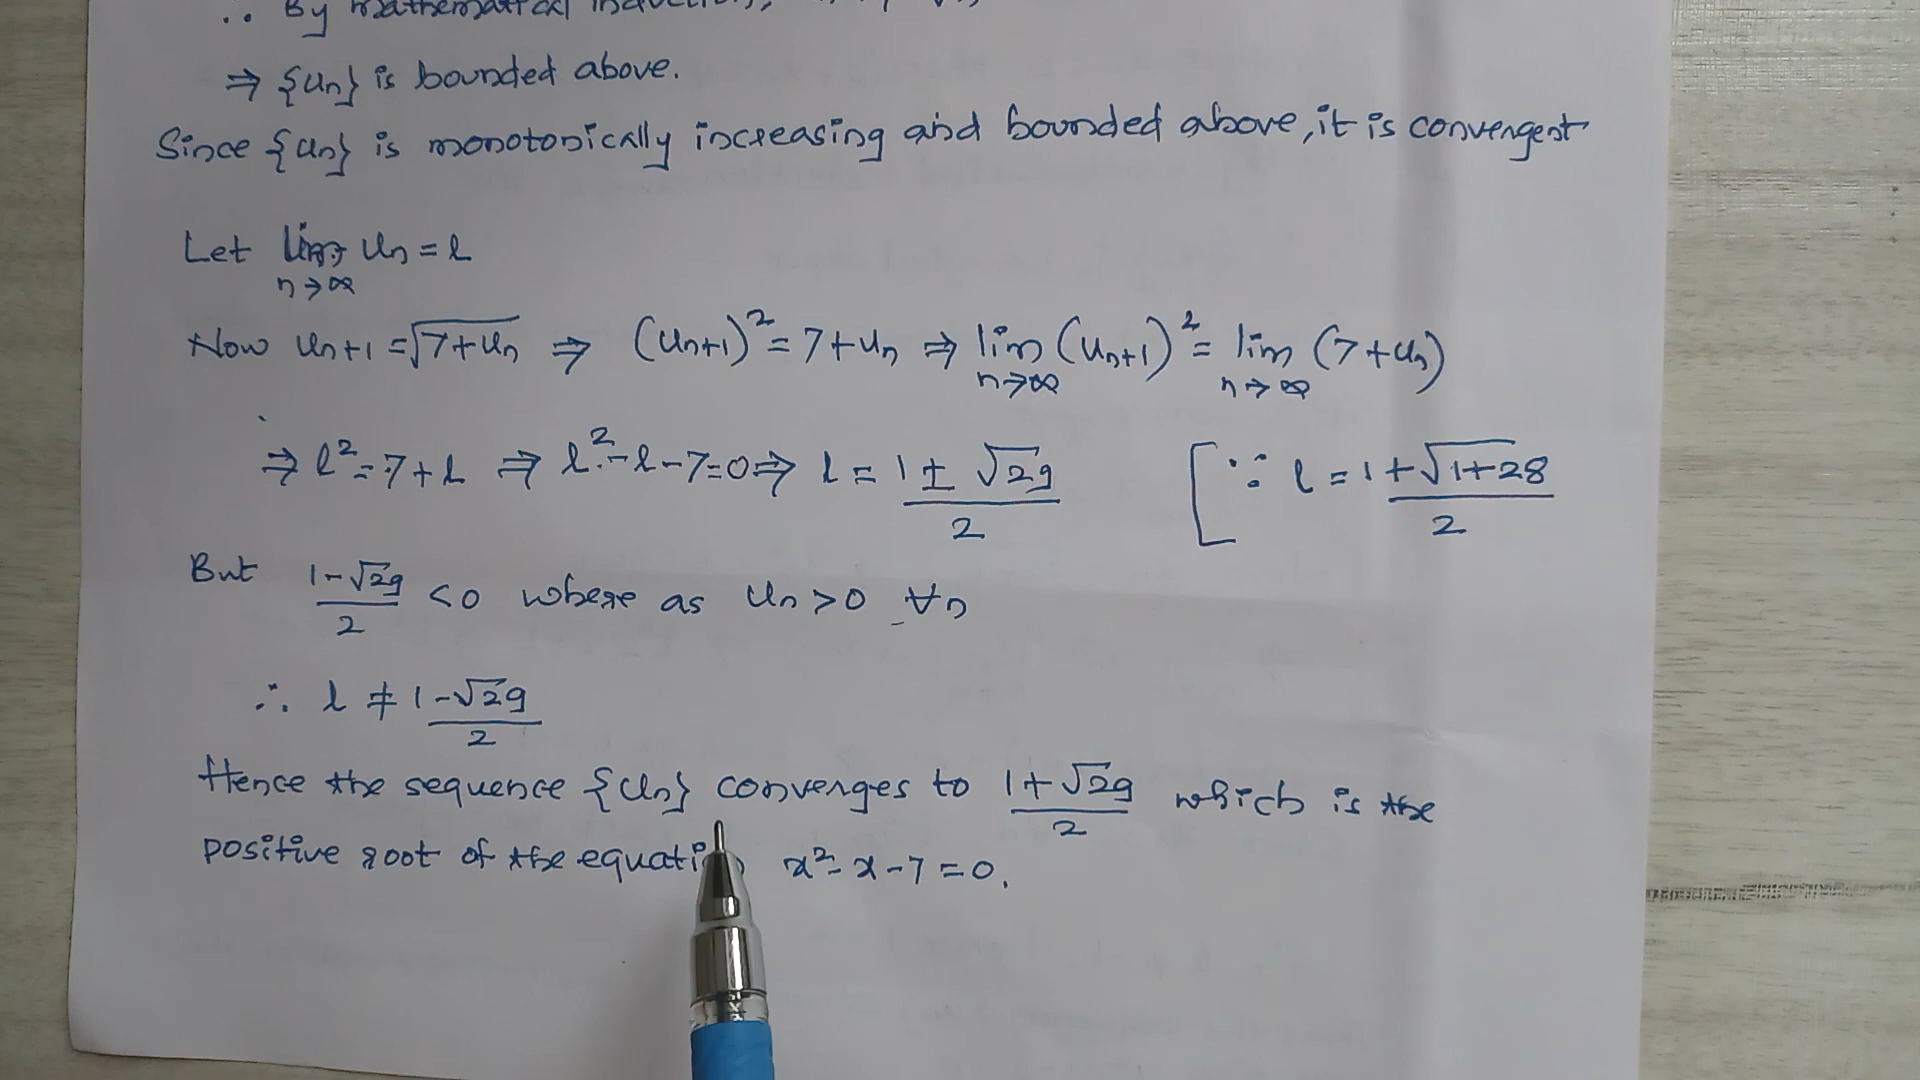 ∴ By mathematical induction,
⇒ {un} is bounded above.
Since {un} is monotonically increasing and bounded above, it is convergent
Let lim n→∞ un = l
Now un+1 = √(7+un) ⇒ (un+1)² = 7+un ⇒ lim n→∞ (un+1)² = lim n→∞ (7+un)
⇒ l² = 7+l ⇒ l²-l-7=0 ⇒ l = (1 ± √29)/2 [∵ l = (1+√(1+28))/2
But (1-√29)/2 <0 where as un>0 ∀n
∴ l ≠ (1-√29)/2
Hence the sequence {un} converges to (1+√29)/2 which is the
positive root of the equation x²-x-7=0.